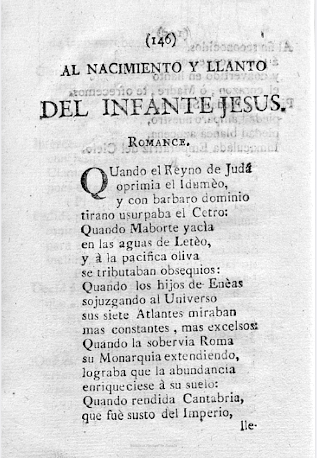 (146)
AL NACIMIENTO Y LLANTO
DEL INFANTE JESUS.
ROMANCE.
QUando el Reyno de Judá
oprimia el Idumèo,
y con barbaro dominio
tirano usurpaba el Cetro:
Quando Maborte yacìa
en las aguas de Letèo,
y à la pacifica oliva
se tributaban obsequios:
Quando los hijos de Enèas
sojuzgando al Universo
sus siete Atlantes miraban
mas constantes, mas excelsos:
Quando la sobervia Roma
su Monarquia extendiendo,
lograba que la abundancia
enriqueciese à su suelo:
Quando rendida Cantabria,
que fuè susto del Imperio,
lle-